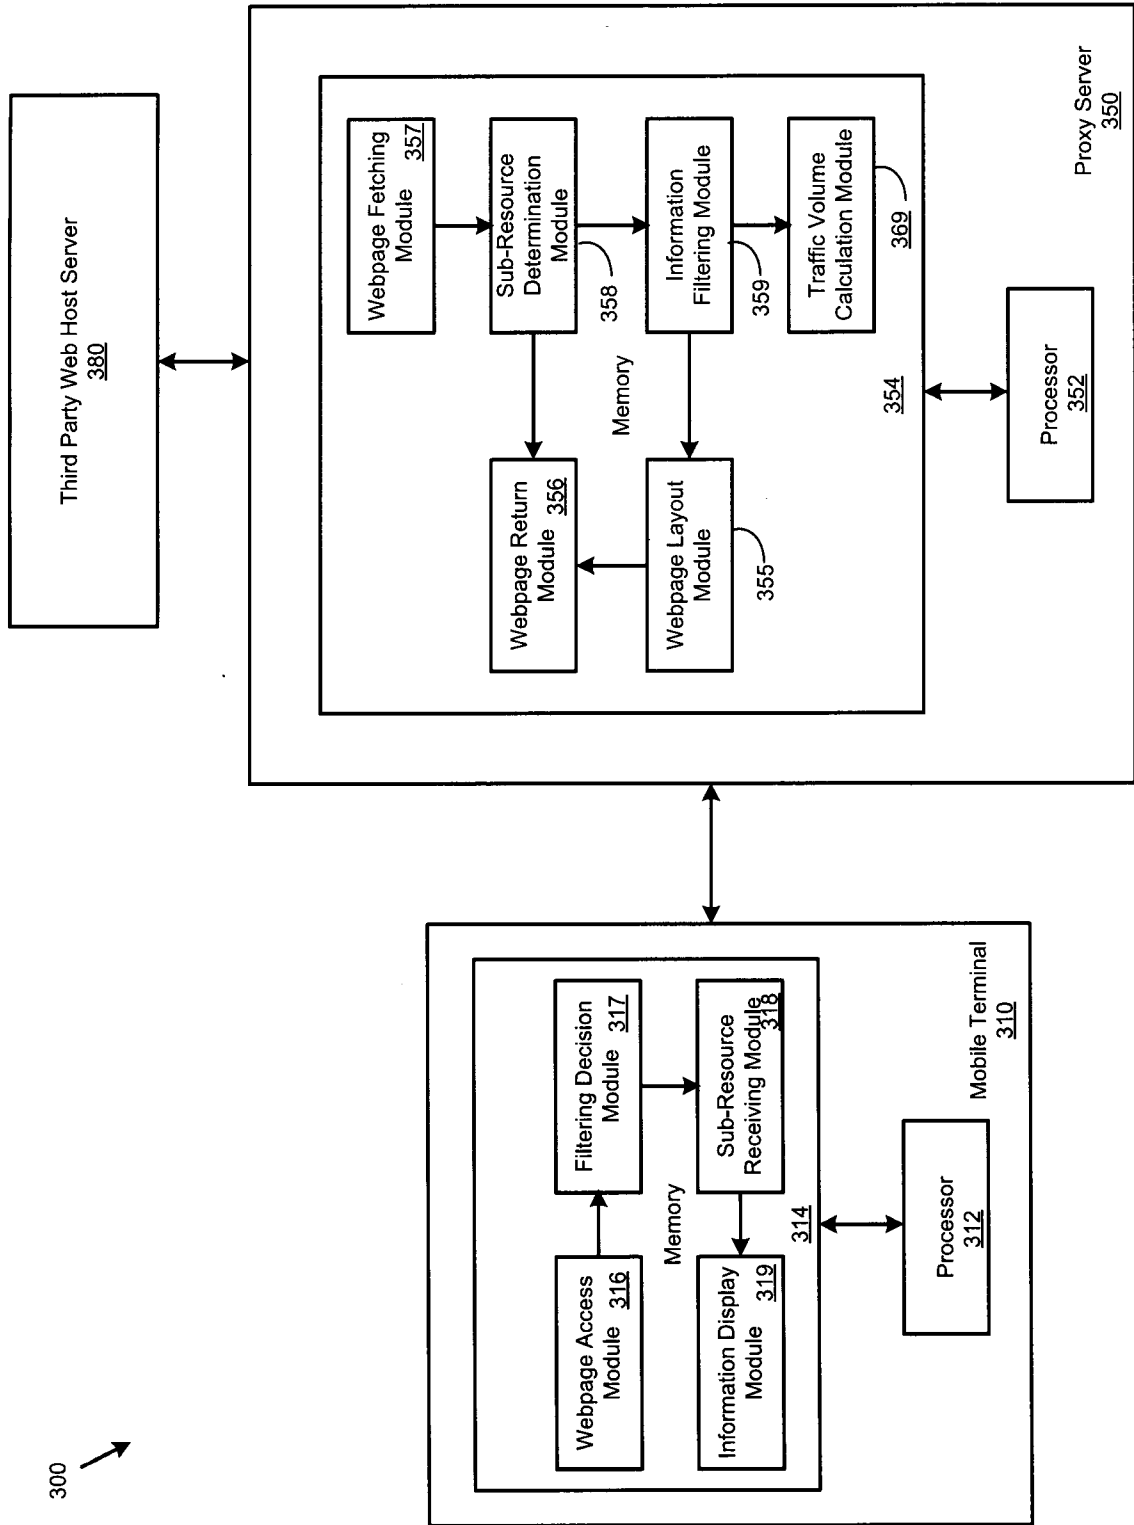 300
Webpage Access
Module 316
Filtering Decision
Module 317
Memory
Information Display
Module 319
Sub-Resource
Receiving Module
318
314
Processor
312
Mobile Terminal
310
Third Party Web Host Server
380
Webpage Fetching
Module 357
Webpage Return
Module 356
Sub-Resource
Determination
Module
358
Memory
Webpage Layout
Module
355
Information
Filtering Module
359
Traffic Volume
Calculation Module
369
354
Processor
352
Proxy Server
350